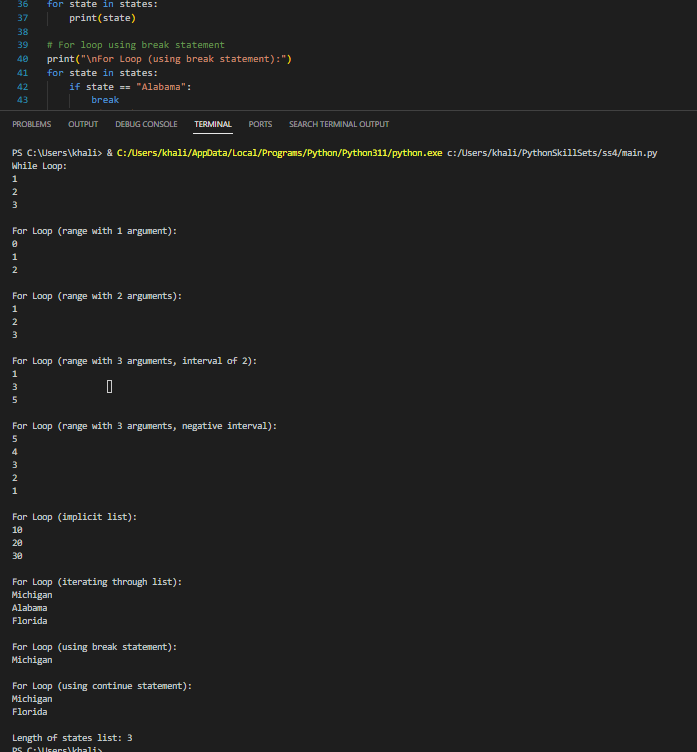 36 for state in states:
37 print(state)
38
39 # For loop using break statement
40 print("\nFor Loop (using break statement):")
41 for state in states:
42 if state == "Alabama":
43 break
PROBLEMS OUTPUT DEBUG CONSOLE TERMINAL PORTS SEARCH TERMINAL OUTPUT
PS C:\Users\khali> & C:/Users/khali/AppData/Local/Programs/Python/Python311/python.exe c:/Users/khali/PythonSkillSets/ss4/main.py
While Loop:
1
2
3
For Loop (range with 1 argument):
0
1
2
For Loop (range with 2 arguments):
1
2
3
For Loop (range with 3 arguments, interval of 2):
1
3
5
For Loop (range with 3 arguments, negative interval):
5
4
3
2
1
For Loop (implicit list):
10
20
30
For Loop (iterating through list):
Michigan
Alabama
Florida
For Loop (using break statement):
Michigan
For Loop (using continue statement):
Michigan
Florida
Length of states list: 3
PS C:\Users\khali>